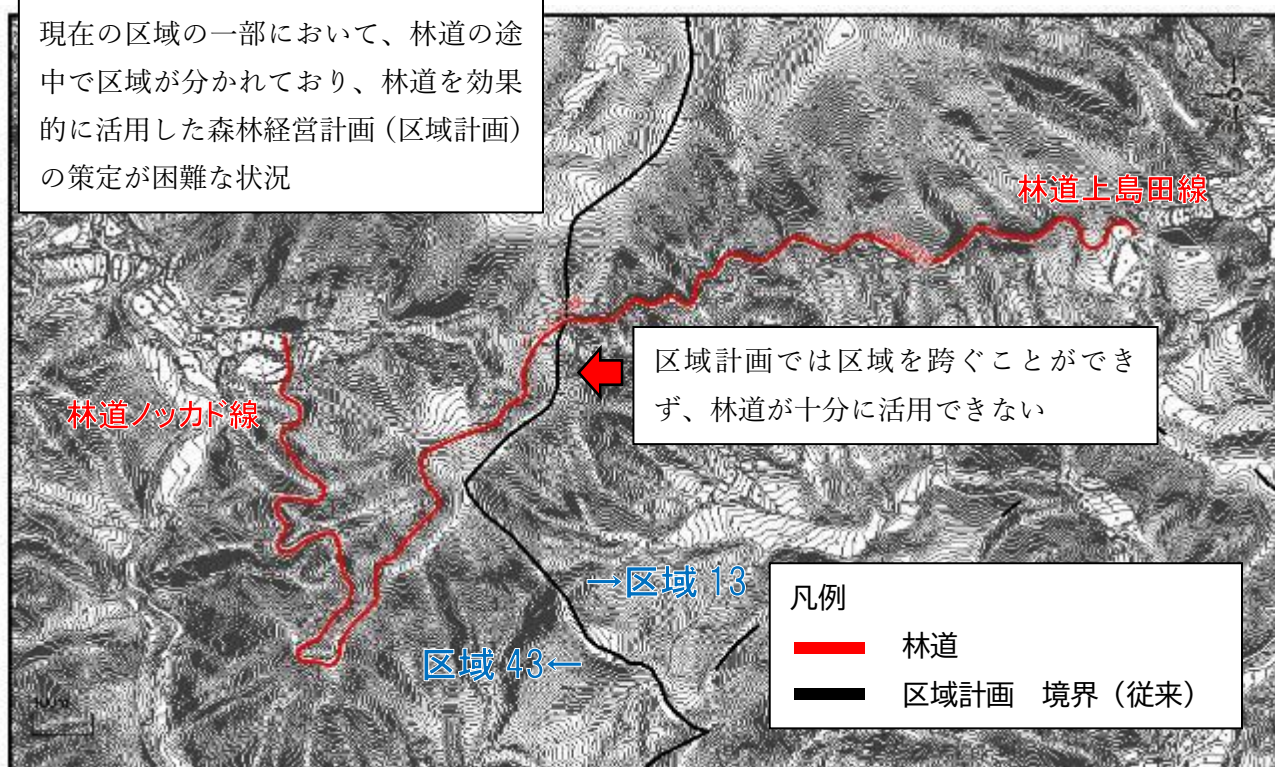 現在の区域の一部において、林道の途
中で区域が分かれており、林道を効果
的に活用した森林経営計画（区域計画）
の策定が困難な状況
林道上島田線
区域計画では区域を跨ぐことができ
ず、林道が十分に活用できない
林道ノッカド線
→区域 13
区域 43←
凡例
林道
区域計画　境界（従来）